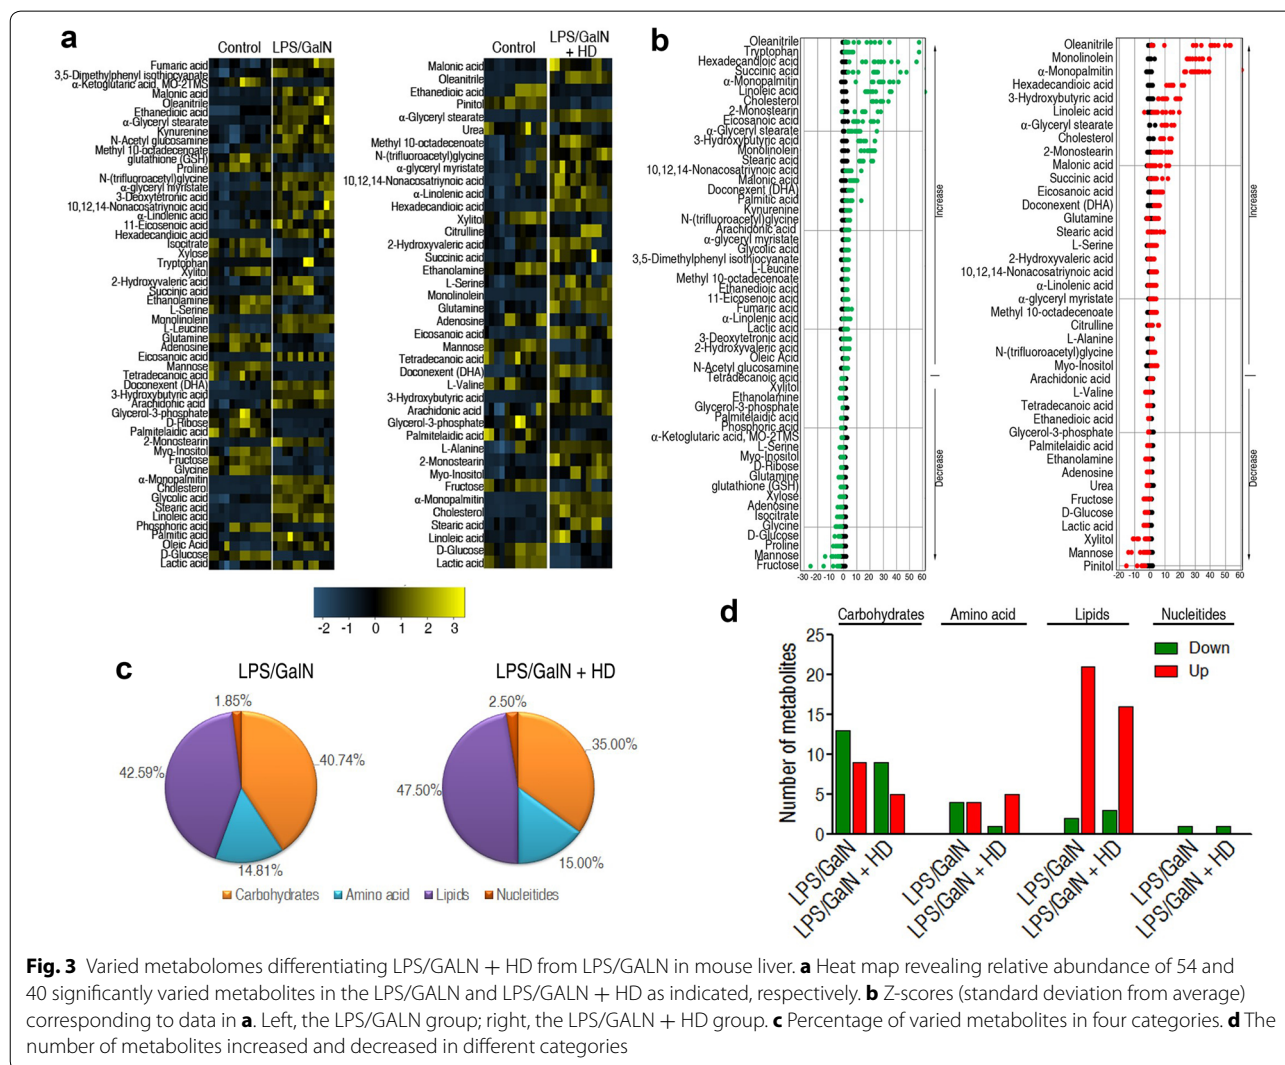 a
Control
LPS/GalN
Fumaric acid
3,5-Dimethylphenyl isothiocyanate
α-Ketoglutaric acid, MO-2TMS
Malonic acid
Oleanitrile
Ethanedioic acid
α-Glyceryl stearate
Kynurenine
N-Acetyl glucosamine
Methyl 10-octadecenoate
glutathione (GSH)
Proline
N-(trifluoroacetyl)glycine
α-glyceryl myristate
3-Deoxytetronic acid
10,12,14-Nonacosatriynoic acid
α-Linolenic acid
11-Eicosenoic acid
Hexadecandioic acid
Isocitrate
Xylose
Tryptophan
Xylitol
2-Hydroxyvaleric acid
Succinic acid
Ethanolamine
L-Serine
Monolinolein
L-Leucine
Glutamine
Adenosine
Eicosanoic acid
Mannose
Tetradecanoic acid
Doconexent (DHA)
3-Hydroxybutyric acid
Arachidonic acid
Glycerol-3-phosphate
D-Ribose
Palmitelaidic acid
2-Monostearin
Myo-Inositol
Fructose
Glycine
α-Monopalmitin
Cholesterol
Glycolic acid
Stearic acid
Linoleic acid
Phosphoric acid
Palmitic acid
Oleic Acid
D-Glucose
Lactic acid
Control
LPS/GalN
+ HD
Malonic acid
Oleanitrile
Ethanedioic acid
Pinitol
α-Glyceryl stearate
Urea
Methyl 10-octadecenoate
N-(trifluoroacetyl)glycine
α-glyceryl myristate
10,12,14-Nonacosatriynoic acid
α-Linolenic acid
Hexadecandioic acid
Xylitol
Citrulline
2-Hydroxyvaleric acid
Succinic acid
Ethanolamine
L-Serine
Monolinolein
Glutamine
Adenosine
Eicosanoic acid
Mannose
Tetradecanoic acid
Doconexent (DHA)
L-Valine
3-Hydroxybutyric acid
Arachidonic acid
Glycerol-3-phosphate
Palmitelaidic acid
L-Alanine
2-Monostearin
Myo-Inositol
Fructose
α-Monopalmitin
Cholesterol
Stearic acid
Linoleic acid
D-Glucose
Lactic acid
-2 -1 0 1 2 3
b
Oleanitrile
Tryptophan
Hexadecandioic acid
Succinic acid
α-Monopalmitin
Linoleic acid
Cholesterol
2-Monostearin
Eicosanoic acid
α-Glyceryl stearate
3-Hydroxybutyric acid
Monolinolein
Stearic acid
10,12,14-Nonacosatriynoic acid
Malonic acid
Doconexent (DHA)
Palmitic acid
Kynurenine
N-(trifluoroacetyl)glycine
Arachidonic acid
α-glyceryl myristate
Glycolic acid
3,5-Dimethylphenyl isothiocyanate
L-Leucine
Methyl 10-octadecenoate
Ethanedioic acid
11-Eicosenoic acid
Fumaric acid
α-Linolenic acid
Lactic acid
3-Deoxytetronic acid
2-Hydroxyvaleric acid
Oleic Acid
N-Acetyl glucosamine
Tetradecanoic acid
Xylitol
Ethanolamine
Glycerol-3-phosphate
Palmitelaidic acid
Phosphoric acid
α-Ketoglutaric acid, MO-2TMS
L-Serine
Myo-Inositol
D-Ribose
Glutamine
glutathione (GSH)
Xylose
Adenosine
Isocitrate
Glycine
D-Glucose
Proline
Mannose
Fructose
-30 -20 -10 0 10 20 30 40 50 60
Increase
Decrease
Oleanitrile
Monolinolein
α-Monopalmitin
Hexadecandioic acid
3-Hydroxybutyric acid
Linoleic acid
α-Glyceryl stearate
Cholesterol
2-Monostearin
Malonic acid
Succinic acid
Eicosanoic acid
Doconexent (DHA)
Glutamine
Stearic acid
L-Serine
2-Hydroxyvaleric acid
10,12,14-Nonacosatriynoic acid
α-Linolenic acid
α-glyceryl myristate
Methyl 10-octadecenoate
Citrulline
L-Alanine
N-(trifluoroacetyl)glycine
Myo-Inositol
Arachidonic acid
L-Valine
Tetradecanoic acid
Ethanedioic acid
Glycerol-3-phosphate
Palmitelaidic acid
Ethanolamine
Adenosine
Urea
Fructose
D-Glucose
Lactic acid
Xylitol
Mannose
Pinitol
-20 -10 0 10 20 30 40 50 60
Increase
Decrease
c
LPS/GalN
1.85%
40.74%
42.59%
14.81%
LPS/GalN + HD
2.50%
35.00%
47.50%
15.00%
Carbohydrates Amino acid Lipids Nucleitides
d
Carbohydrates Amino acid Lipids Nucleitides
Down
Up
Number of metabolites
25
20
15
10
5
0
LPS/GalN
LPS/GalN + HD
LPS/GalN
LPS/GalN + HD
LPS/GalN
LPS/GalN + HD
LPS/GalN
LPS/GalN + HD
Fig. 3 Varied metabolomes differentiating LPS/GALN + HD from LPS/GALN in mouse liver. a Heat map revealing relative abundance of 54 and
40 significantly varied metabolites in the LPS/GALN and LPS/GALN + HD as indicated, respectively. b Z-scores (standard deviation from average)
corresponding to data in a. Left, the LPS/GALN group; right, the LPS/GALN + HD group. c Percentage of varied metabolites in four categories. d The
number of metabolites increased and decreased in different categories